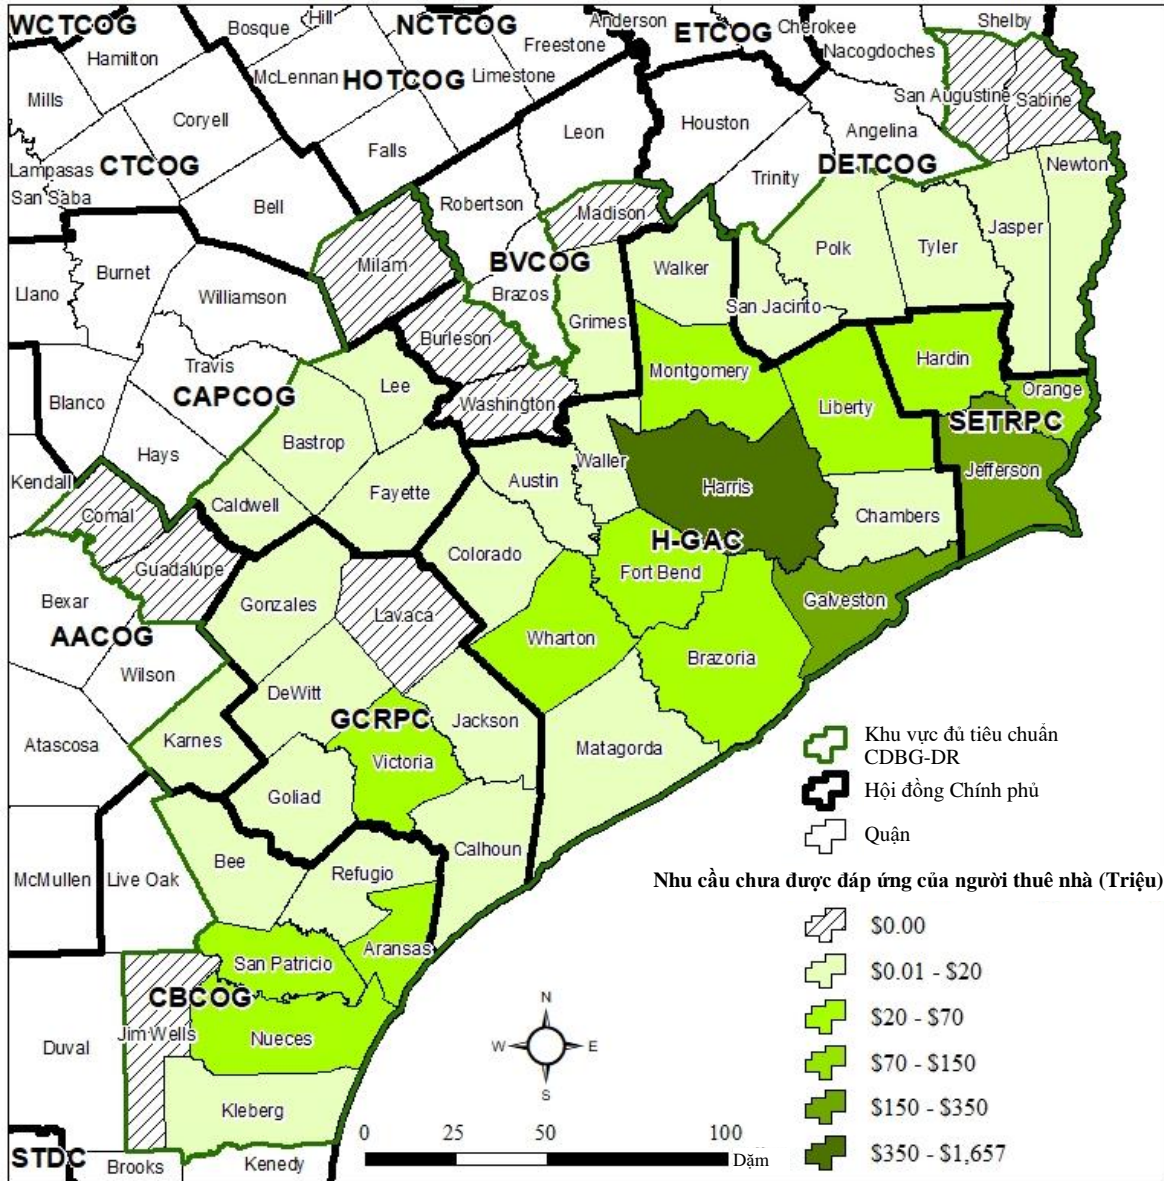 WCTCOG
Bosque
Hill
NCTCOG
Anderson
ETCOG
Cherokee
Shelby
Hamilton
McLennan
HOTCOG
Limestone
Freestone
Nacogdoches
Mills
Coryell
Leon
Houston
San Augustine
Sabine
Angelina
Lampasas
CTCOG
Falls
Trinity
DETCOG
Newton
San Saba
Bell
Robertson
Madison
Jasper
Burnet
Milam
BVCOG
Walker
Polk
Tyler
Llano
Williamson
Brazos
Grimes
San Jacinto
Burleson
Travis
Lee
Montgomery
Hardin
Blanco
CAPCOG
Washington
Liberty
Orange
Bastrop
SETRPC
Hays
Waller
Jefferson
Kendall
Austin
Harris
Caldwell
Fayette
Chambers
Comal
Colorado
H-GAC
Guadalupe
Fort Bend
Bexar
Gonzales
Lavaca
Galveston
AACOG
Wharton
Wilson
Brazoria
DeWitt
Karnes
GCRPC
Jackson
Atascosa
Victoria
Matagorda
Goliad
Calhoun
Bee
Refugio
McMullen
Live Oak
Aransas
San Patricio
CBCOG
Jim Wells
Duval
Nueces
Kleberg
STDC
Brooks
Kenedy
Khu vực đủ tiêu chuẩn
CDBG-DR
Hội đồng Chính phủ
Quận
Nhu cầu chưa được đáp ứng của người thuê nhà (Triệu)
$0.00
$0.01 - $20
$20 - $70
$70 - $150
$150 - $350
$350 - $1,657
N
W
E
S
0
25
50
100
Dặm